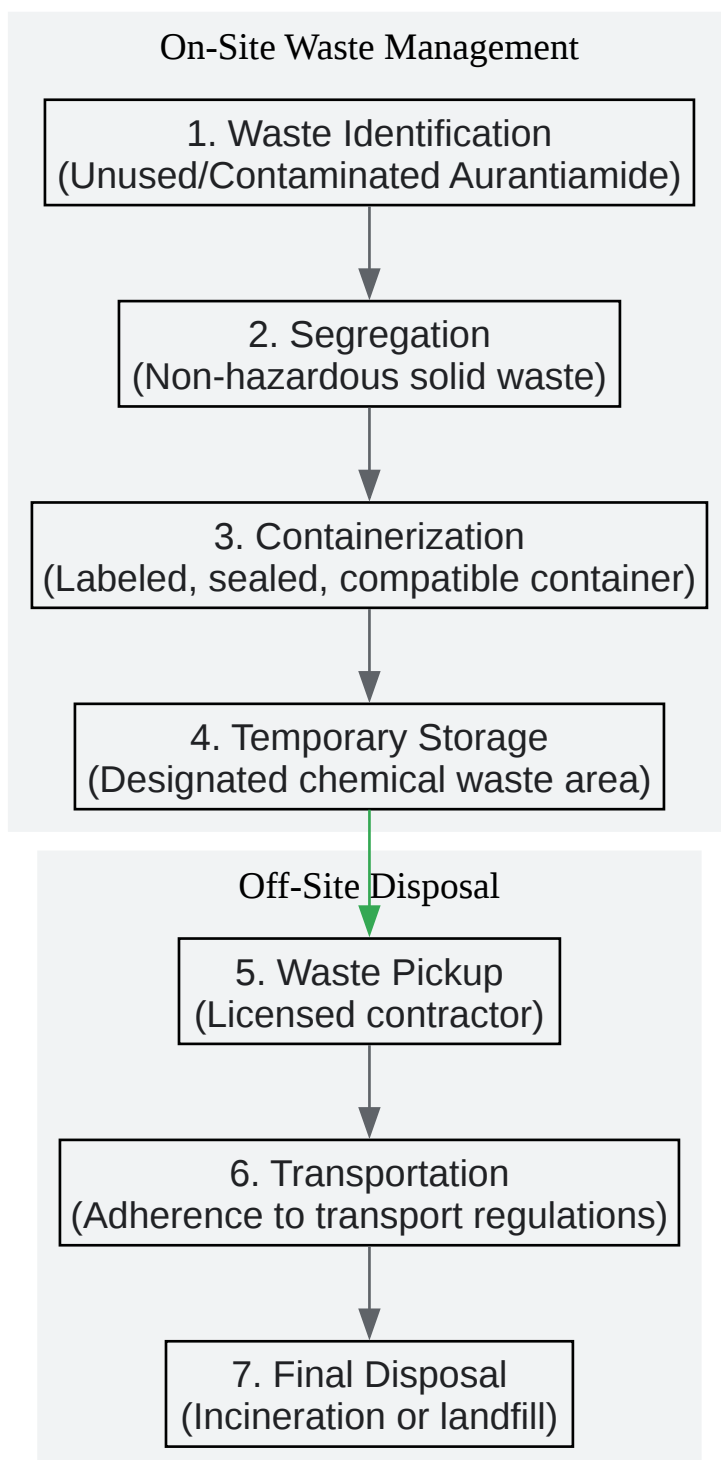 On-Site Waste Management
1. Waste Identification
(Unused/Contaminated Aurantiamide)
2. Segregation
(Non-hazardous solid waste)
3. Containerization
(Labeled, sealed, compatible container)
4. Temporary Storage
(Designated chemical waste area)
Off-Site Disposal
5. Waste Pickup
(Licensed contractor)
6. Transportation
(Adherence to transport regulations)
7. Final Disposal
(Incineration or landfill)